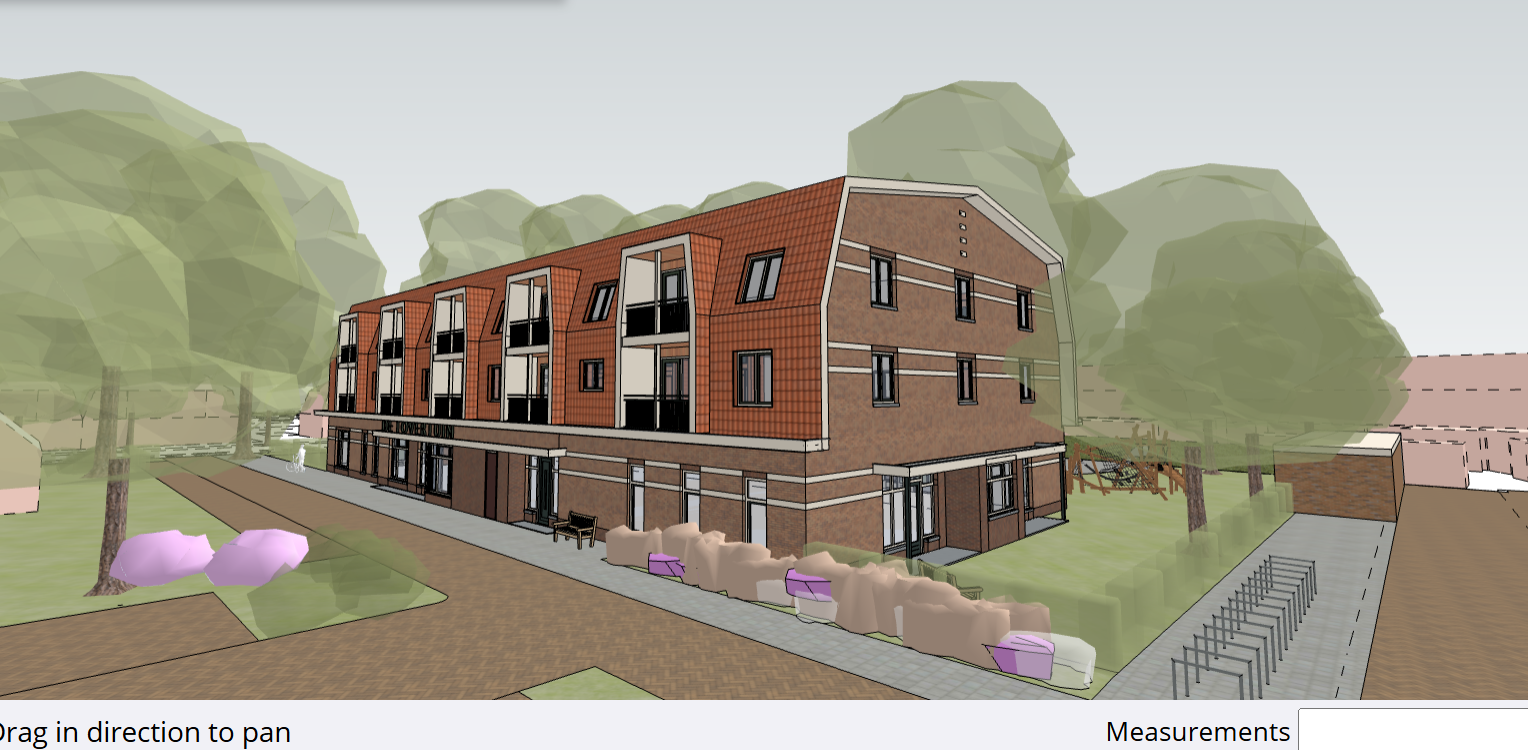 Drag in direction to pan
Measurements